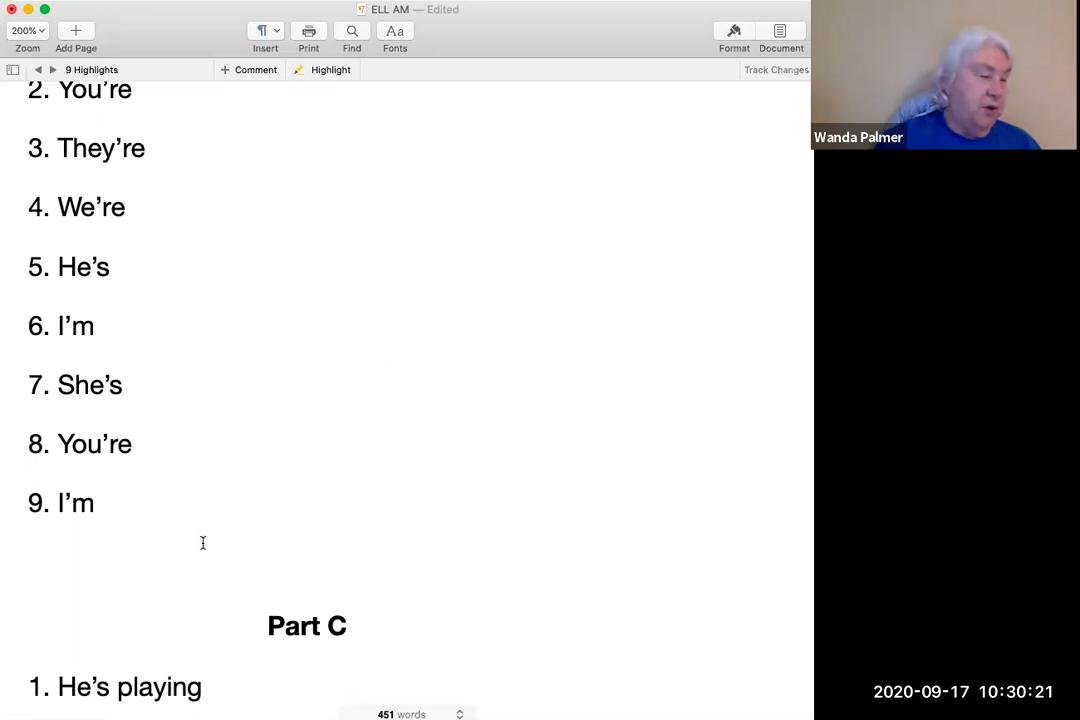 ELL AM — Edited
200%
Zoom
Add Page
Insert
Print
Find
Aa
Fonts
Format
Document
9 Highlights
+ Comment
Highlight
Track Changes
2. You’re
3. They’re
4. We’re
5. He’s
6. I’m
7. She’s
8. You’re
9. I’m
Part C
1. He’s playing
451 words
Wanda Palmer
2020-09-17 10:30:21